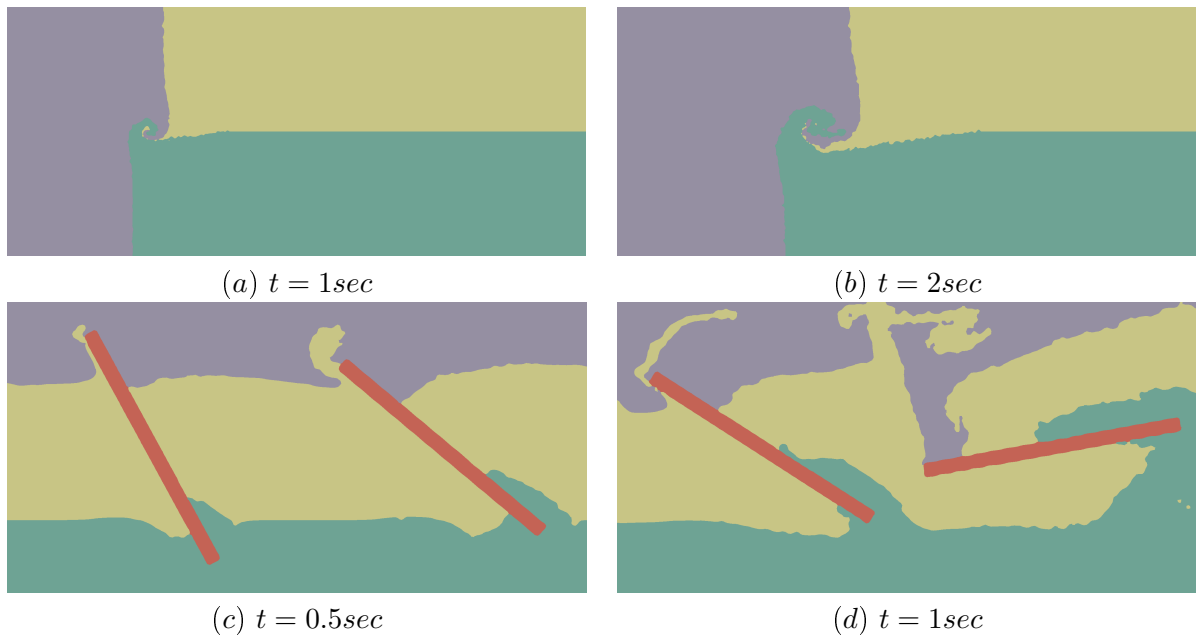 (a) t = 1sec
(b) t = 2sec
(c) t = 0.5sec
(d) t = 1sec